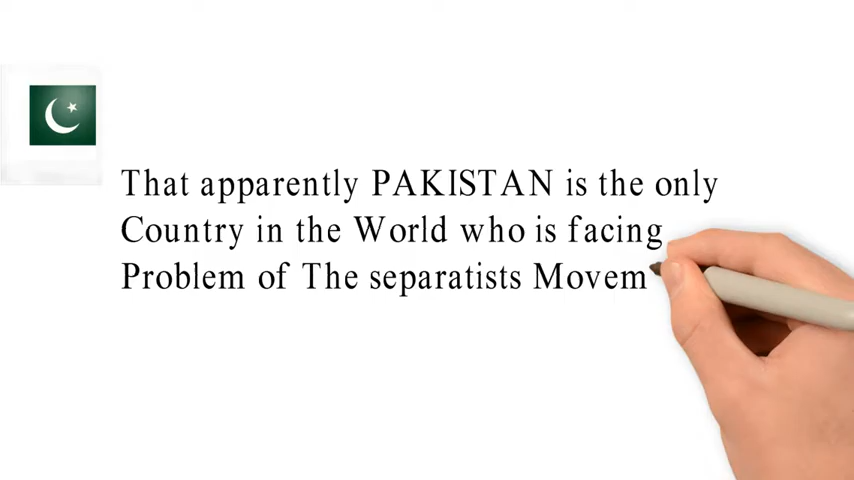 That apparently PAKISTAN is the only
Country in the World who is facing
Problem of The separatists Movem